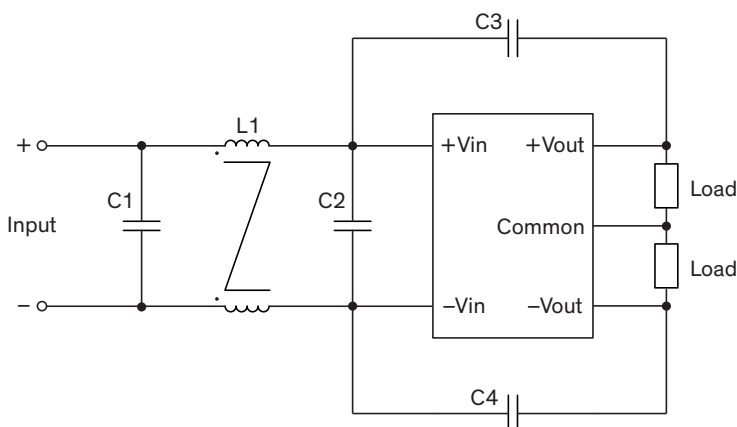 C3
L1
+
+Vin
+Vout
C1
C2
Load
Input
Common
Load
−
−Vin
−Vout
C4